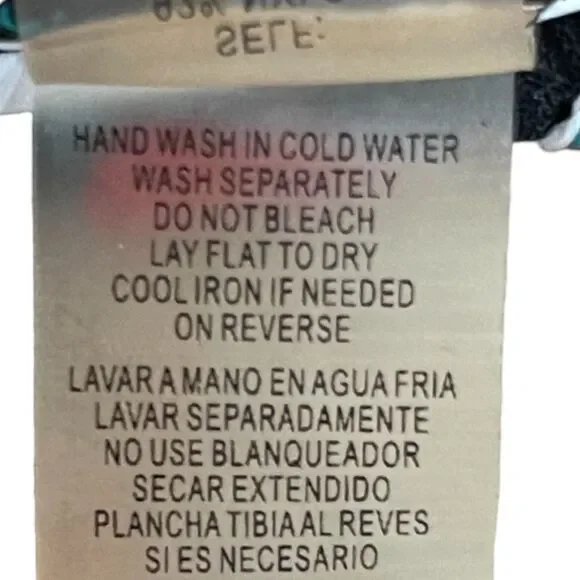 SELF:
HAND WASH IN COLD WATER
WASH SEPARATELY
DO NOT BLEACH
LAY FLAT TO DRY
COOL IRON IF NEEDED
ON REVERSE
LAVAR A MANO EN AGUA FRIA
LAVAR SEPARADAMENTE
NO USE BLANQUEADOR
SECAR EXTENDIDO
PLANCHA TIBIA AL REVES
SI ES NECESARIO